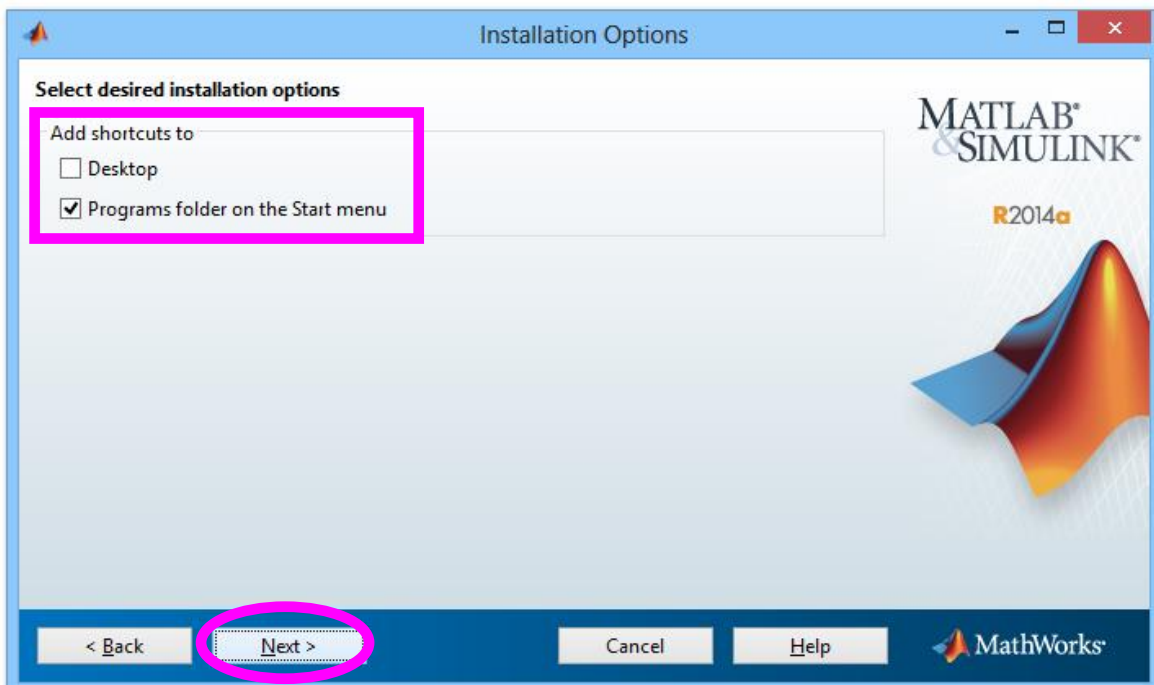 Installation Options
Select desired installation options
Add shortcuts to
Desktop
Programs folder on the Start menu
MATLAB®
&SIMULINK®
R2014a
< Back
Next >
Cancel
Help
MathWorks®